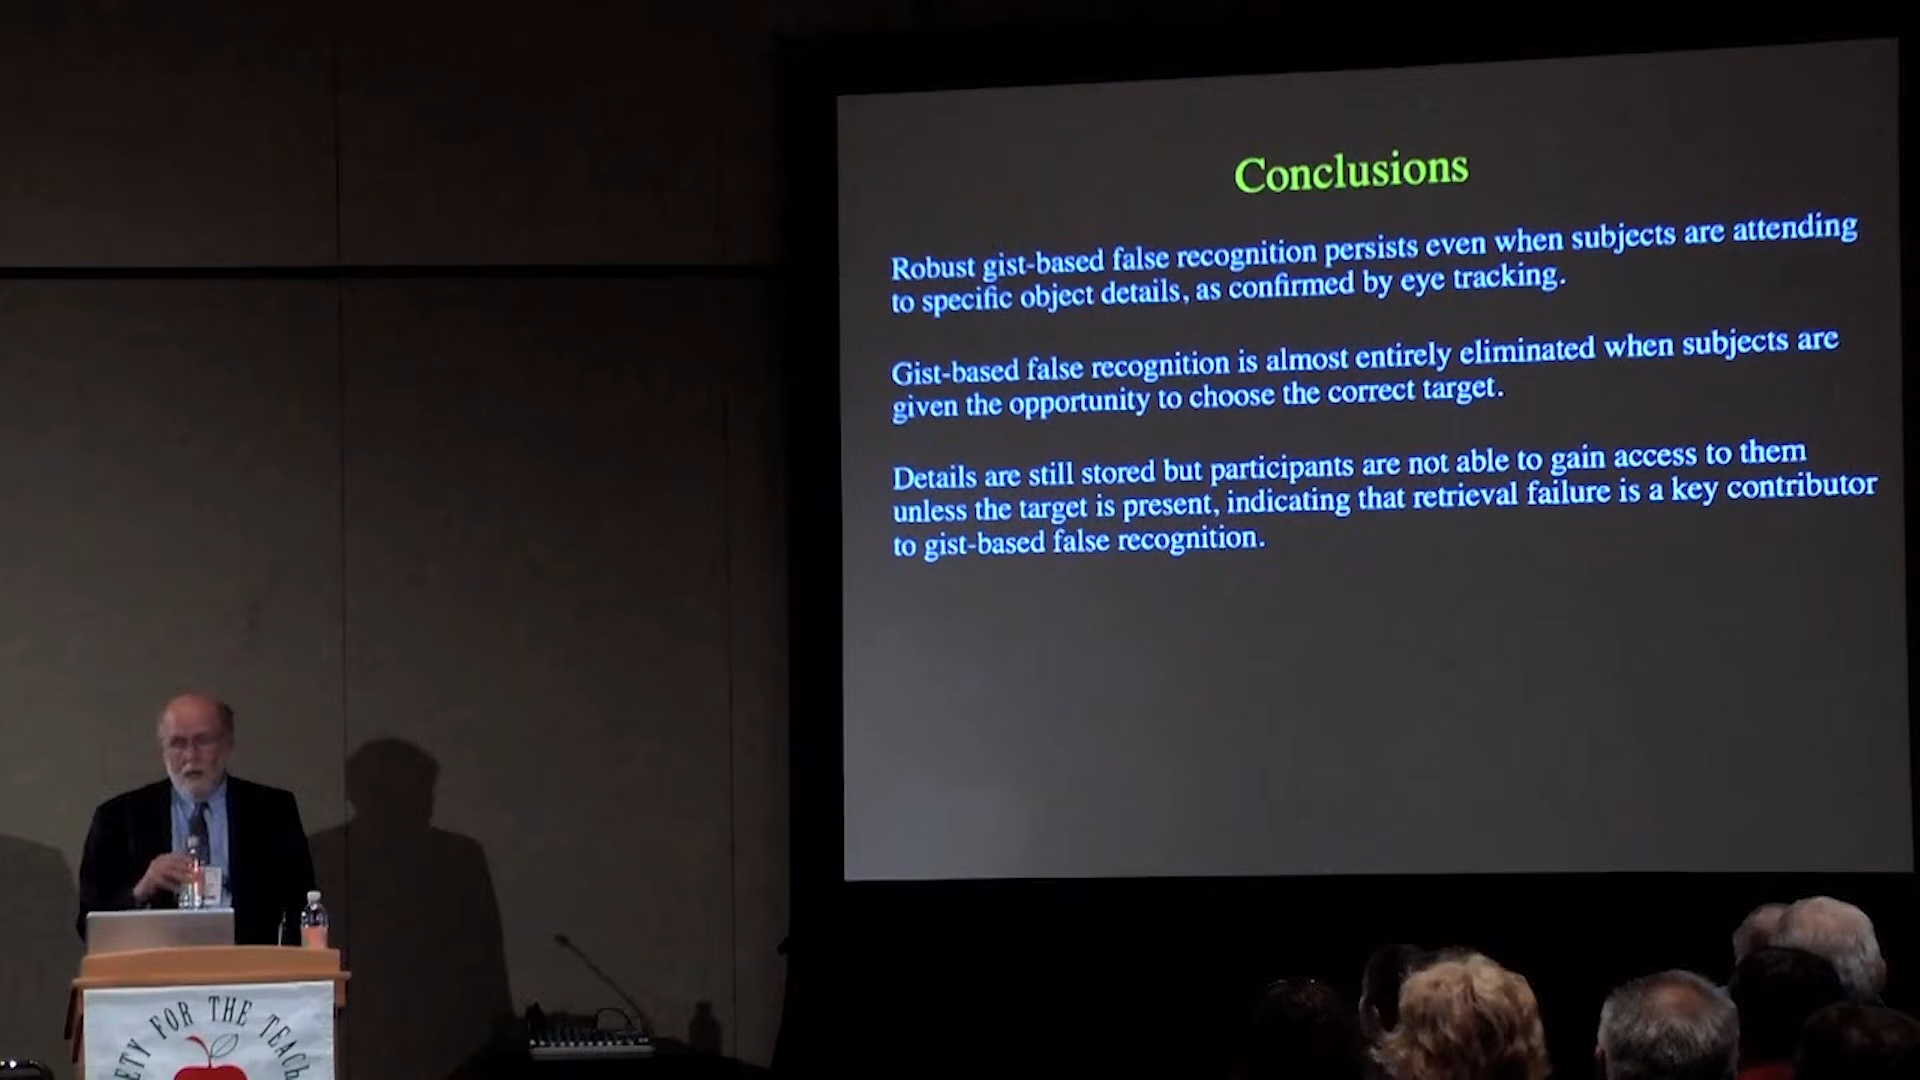 Conclusions
Robust gist-based false recognition persists even when subjects are attending
to specific object details, as confirmed by eye tracking.
Gist-based false recognition is almost entirely eliminated when subjects are
given the opportunity to choose the correct target.
Details are still stored but participants are not able to gain access to them
unless the target is present, indicating that retrieval failure is a key contributor
to gist-based false recognition.
FOR THE